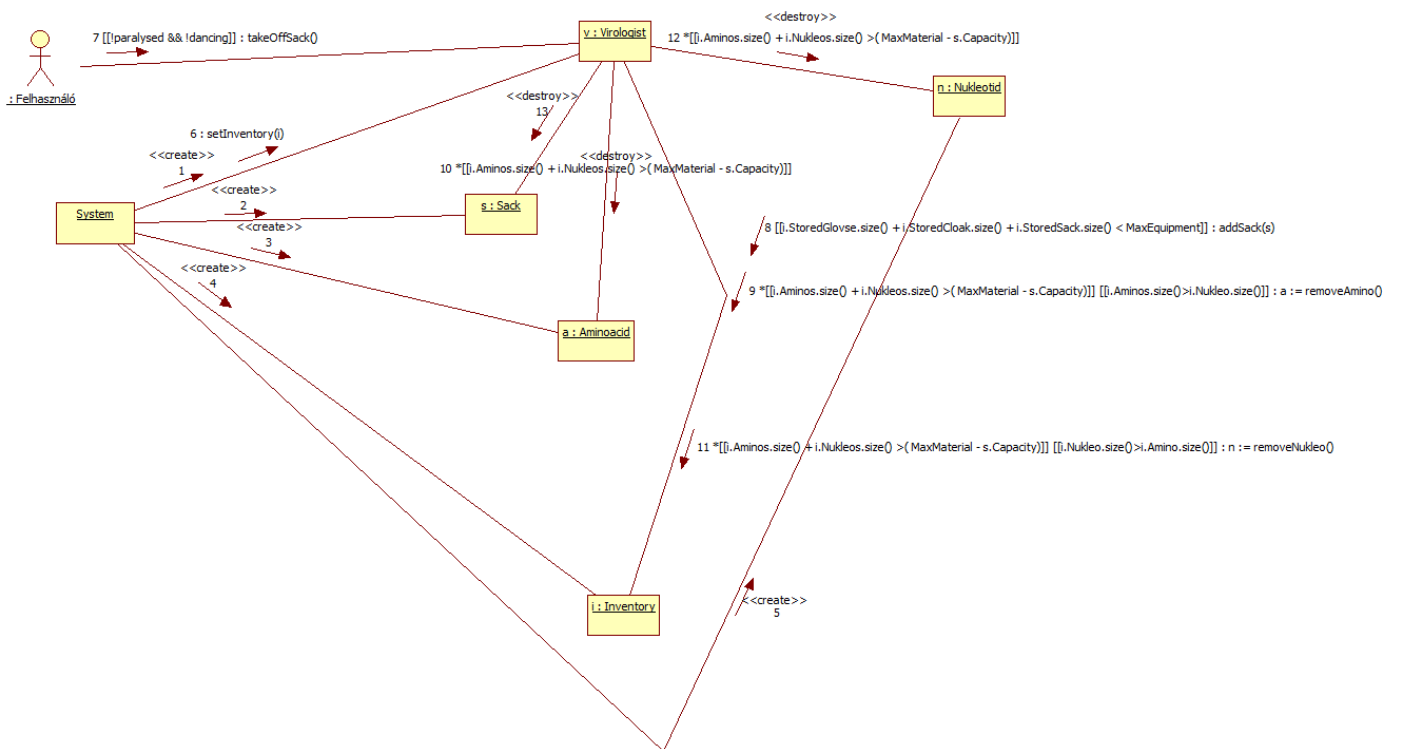 <<destroy>>
7 [[!paralysed && !dancing]] : takeOffSack()
v : Virologist
12 *[[i.Aminos.size() + i.Nukleos.size() >( MaxMaterial - s.Capacity)]]
: Felhasználó
n : Nukleotid
<<destroy>>
13
6 : setInventory(i)
<<create>>
1
<<destroy>>
10 *[[i.Aminos.size() + i.Nukleos.size() >( MaxMaterial - s.Capacity)]]
<<create>>
2
s : Sack
System
<<create>>
3
8 [[i.StoredGlovse.size() + i.StoredCloak.size() + i.StoredSack.size() < MaxEquipment]] : addSack(s)
<<create>>
4
9 *[[i.Aminos.size() + i.Nukleos.size() >( MaxMaterial - s.Capacity)]] [[i.Aminos.size()>i.Nukleo.size()]] : a := removeAmino()
a : Aminoacid
11 *[[i.Aminos.size() + i.Nukleos.size() >( MaxMaterial - s.Capacity)]] [[i.Nukleo.size()>i.Amino.size()]] : n := removeNukleo()
i : Inventory
<<create>>
5